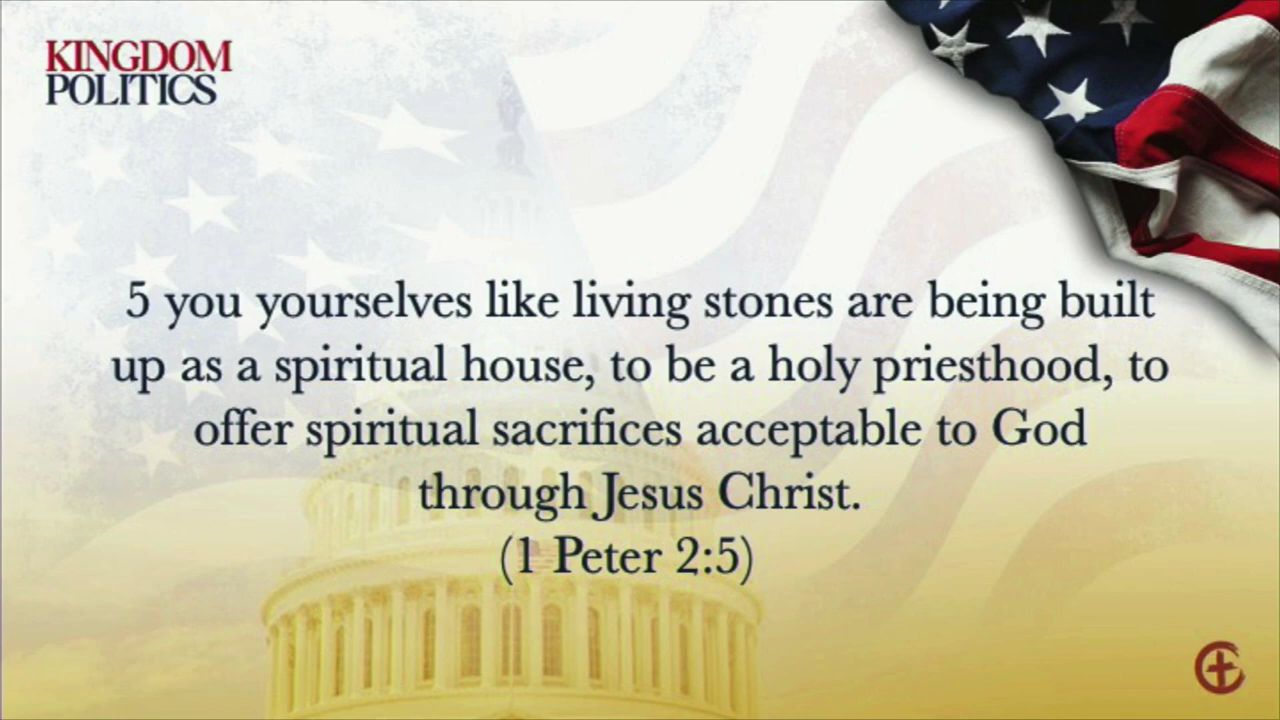 KINGDOM
POLITICS
5 you yourselves like living stones are being built
up as a spiritual house, to be a holy priesthood, to
offer spiritual sacrifices acceptable to God
through Jesus Christ.
(1 Peter 2:5)